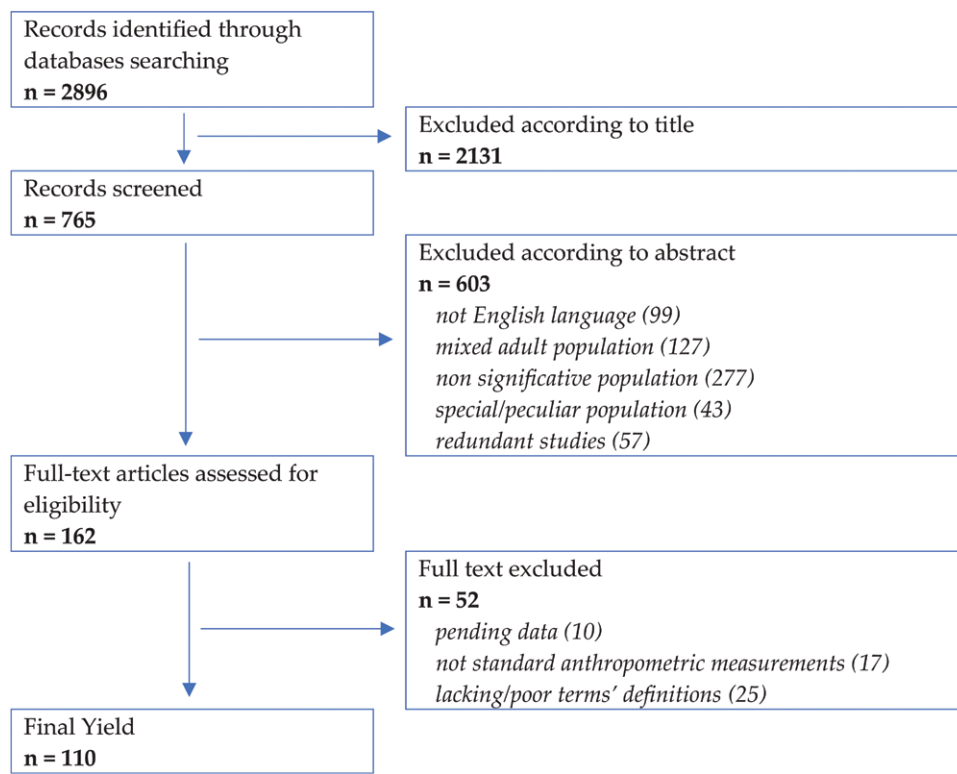 Records identified through
databases searching
n = 2896
Excluded according to title
n = 2131
Records screened
n = 765
Excluded according to abstract
n = 603
not English language (99)
mixed adult population (127)
non significative population (277)
special/peculiar population (43)
redundant studies (57)
Full-text articles assessed for
eligibility
n = 162
Full text excluded
n = 52
pending data (10)
not standard anthropometric measurements (17)
lacking/poor terms’ definitions (25)
Final Yield
n = 110